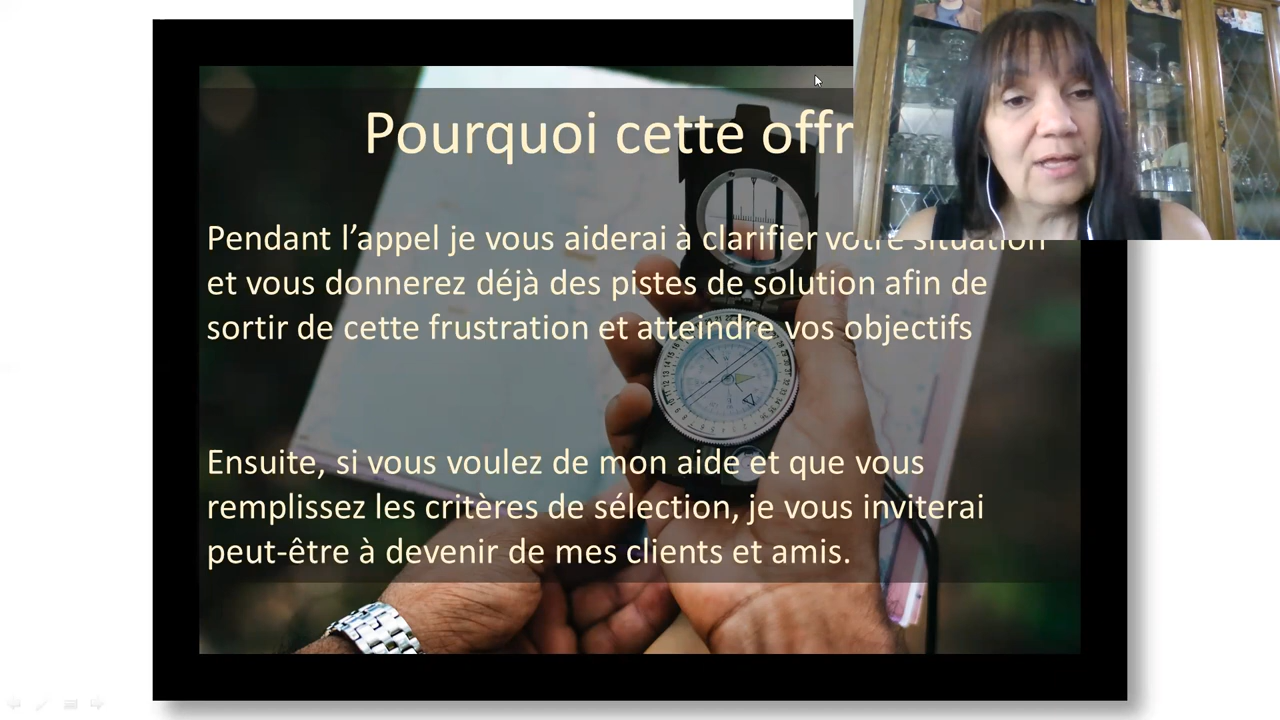 Pourquoi cette offr
Pendant l’appel je vous aiderai à clarifier votre situation
et vous donnerez déjà des pistes de solution afin de
sortir de cette frustration et atteindre vos objectifs
Ensuite, si vous voulez de mon aide et que vous
remplissez les critères de sélection, je vous inviterai
peut-être à devenir de mes clients et amis.